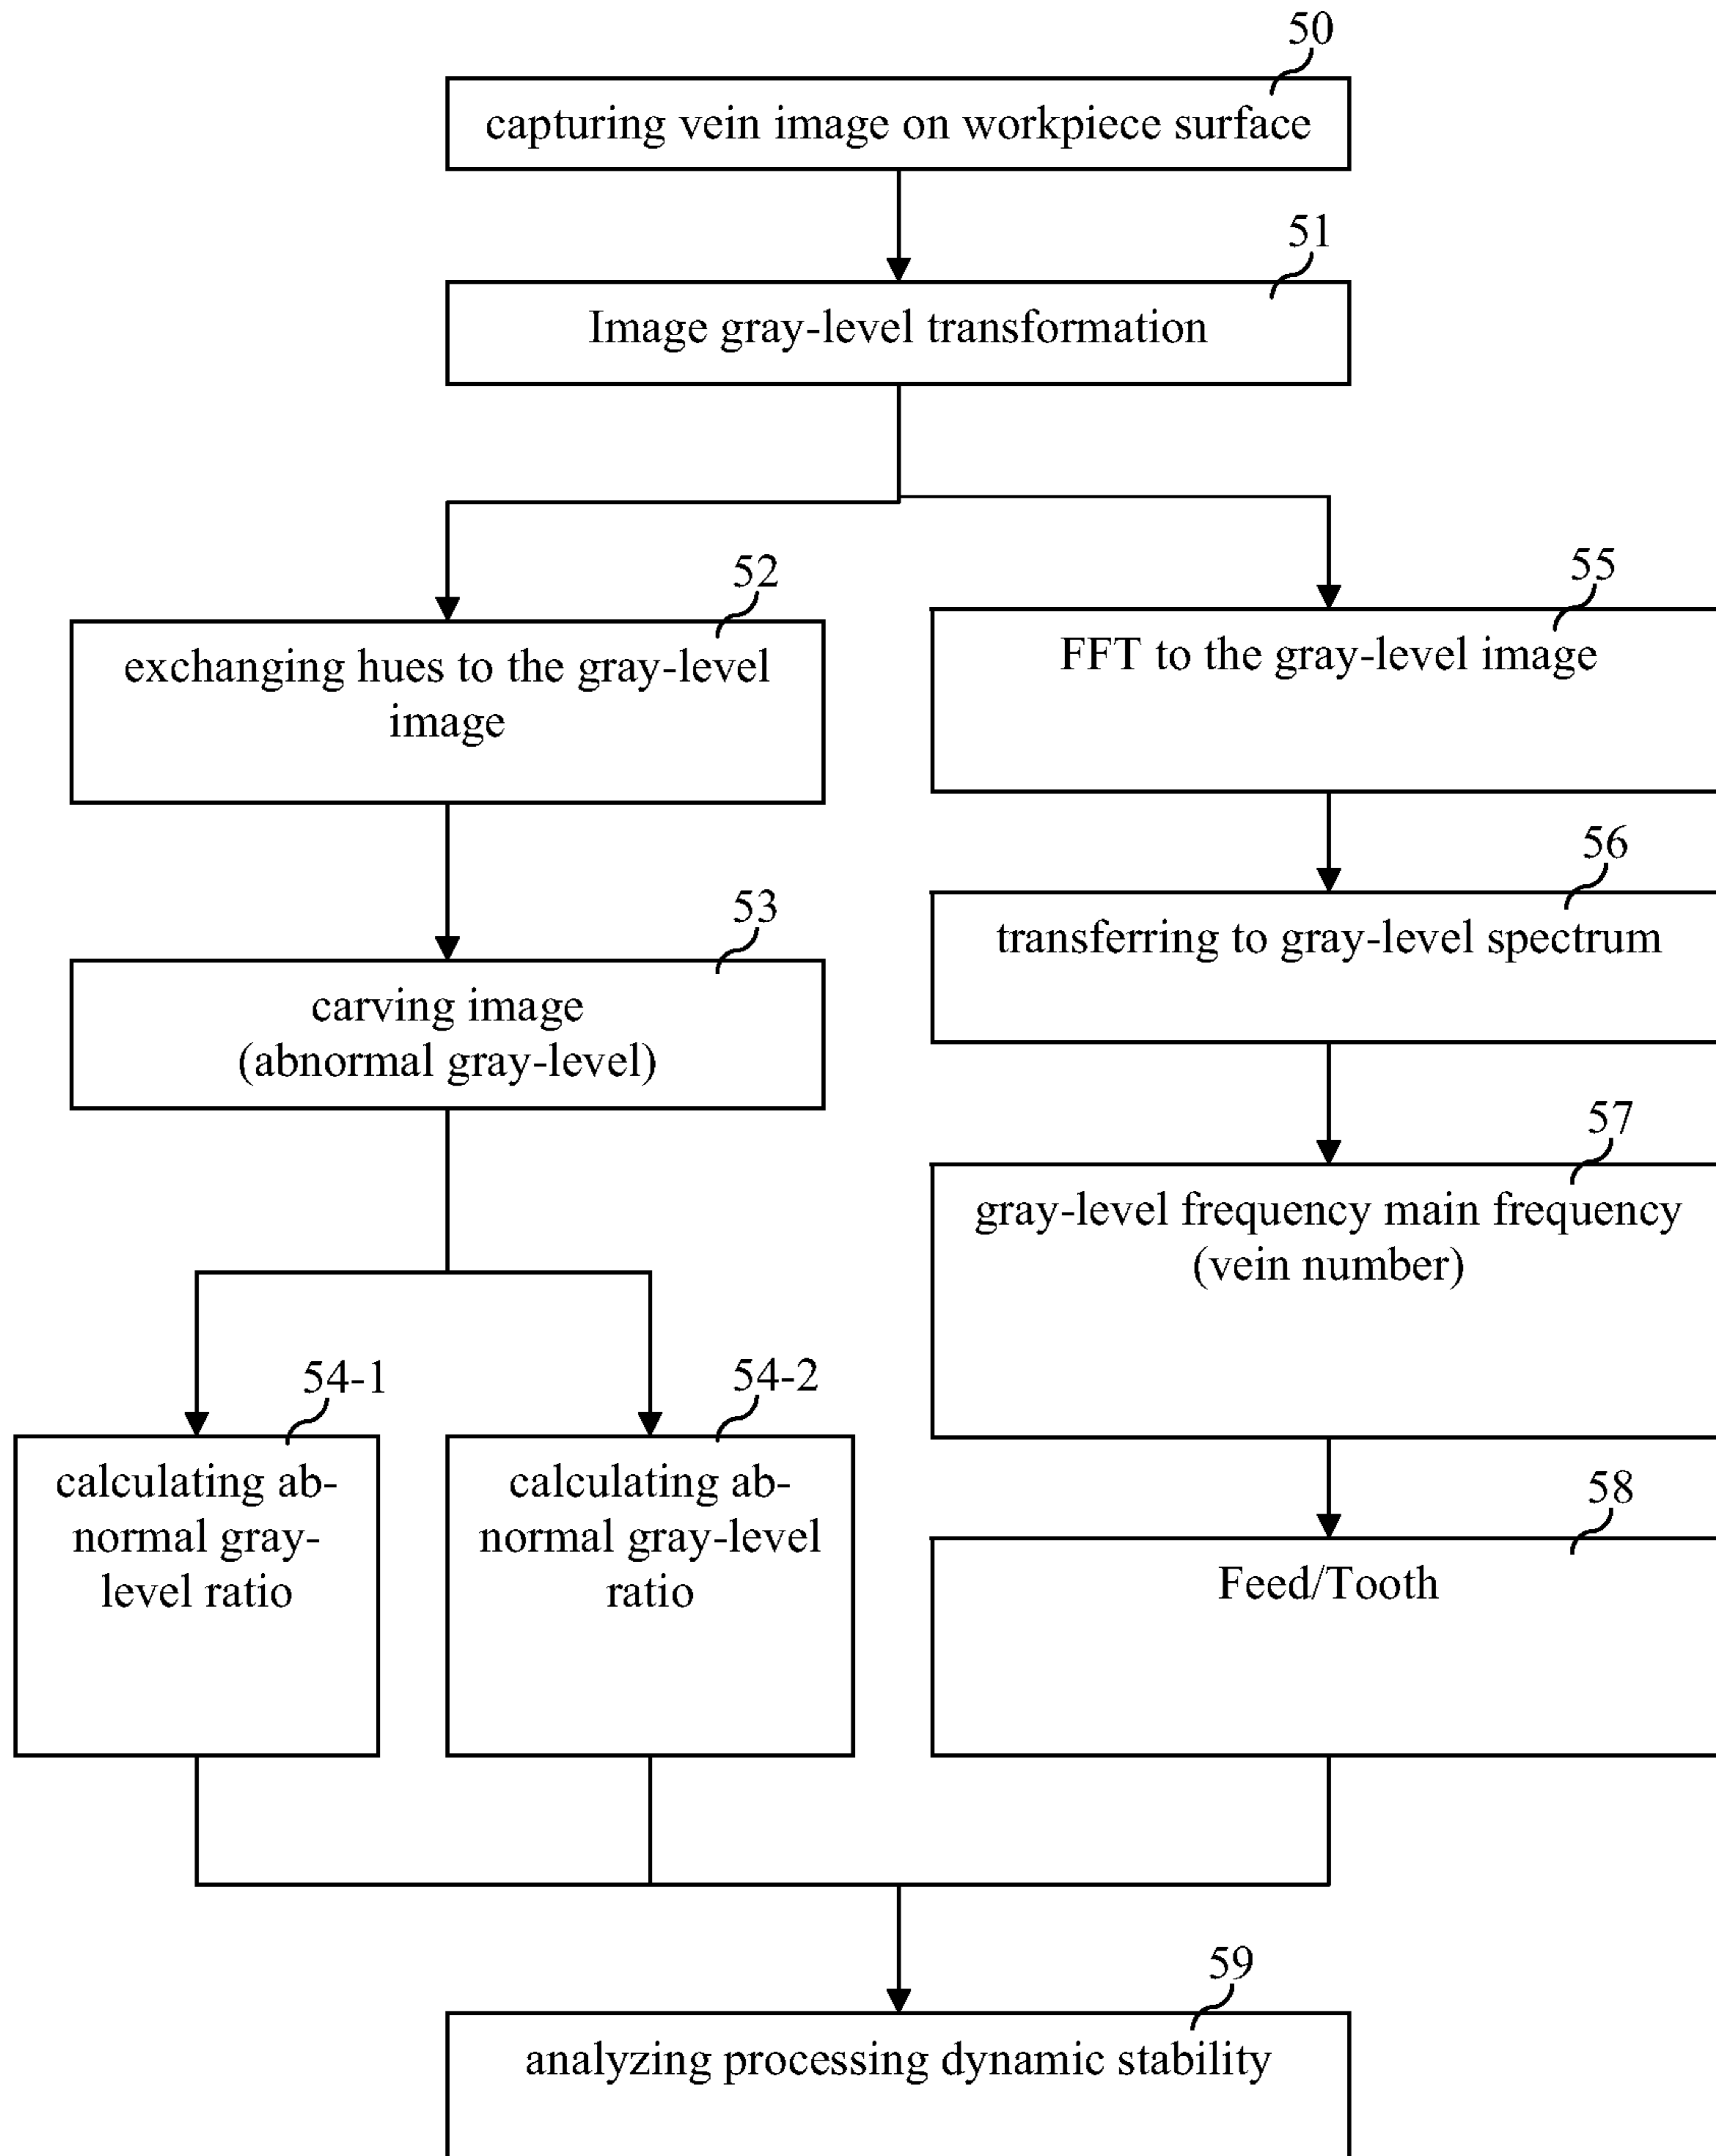 50
capturing vein image on workpiece surface
51
Image gray-level transformation
52
exchanging hues to the gray-level
image
53
carving image
(abnormal gray-level)
54-1
calculating ab-
normal gray-
level ratio
54-2
calculating ab-
normal gray-level
ratio
55
FFT to the gray-level image
56
transferring to gray-level spectrum
57
gray-level frequency main frequency
(vein number)
58
Feed/Tooth
59
analyzing processing dynamic stability